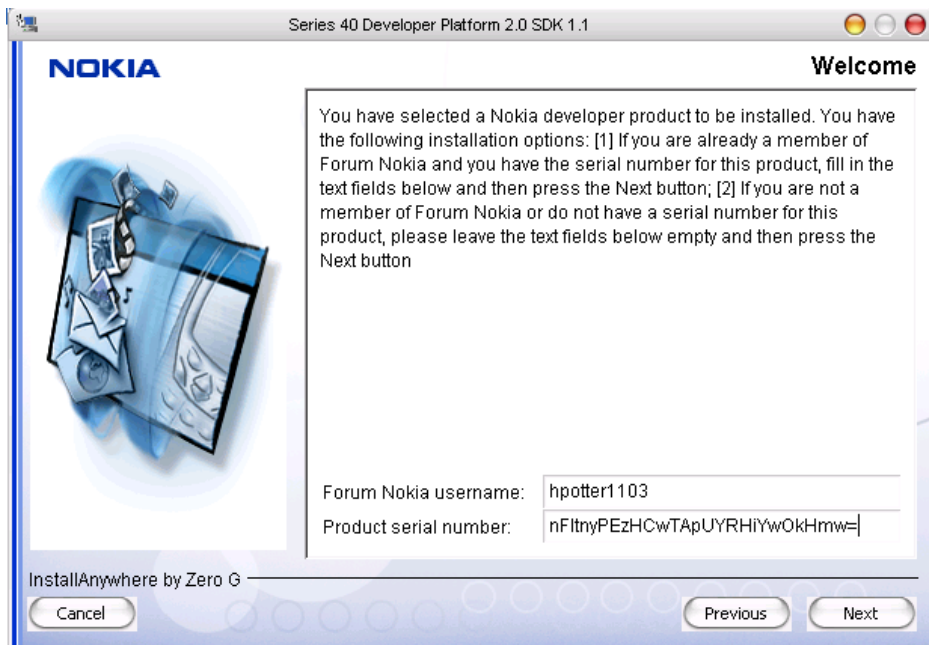 Series 40 Developer Platform 2.0 SDK 1.1
NOKIA
Welcome
You have selected a Nokia developer product to be installed. You have
the following installation options: [1] If you are already a member of
Forum Nokia and you have the serial number for this product, fill in the
text fields below and then press the Next button; [2] If you are not a
member of Forum Nokia or do not have a serial number for this
product, please leave the text fields below empty and then press the
Next button
Forum Nokia username: hpotter1103
Product serial number: nFItnyPEzHCwTApUYRHiYwOkHmw=
InstallAnywhere by Zero G
Cancel Previous Next